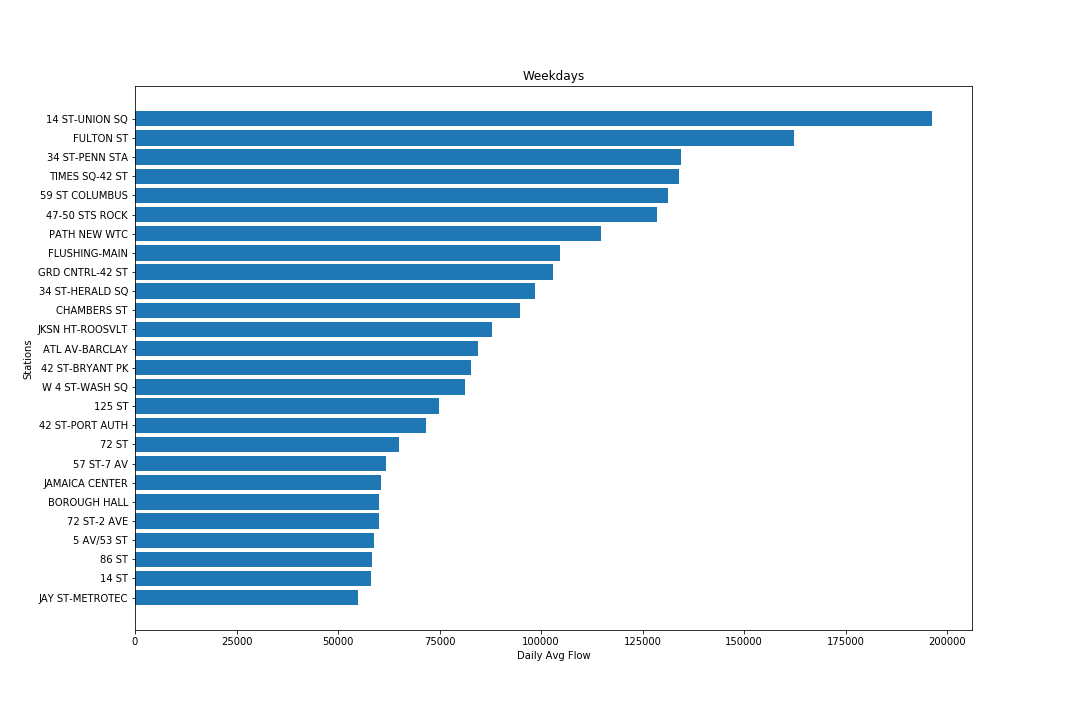 Weekdays
14 ST-UNION SQ
FULTON ST
34 ST-PENN STA
TIMES SQ-42 ST
59 ST COLUMBUS
47-50 STS ROCK
PATH NEW WTC
FLUSHING-MAIN
GRD CNTRL-42 ST
34 ST-HERALD SQ
CHAMBERS ST
JKSN HT-ROOSVLT
ATL AV-BARCLAY
42 ST-BRYANT PK
W 4 ST-WASH SQ
125 ST
42 ST-PORT AUTH
72 ST
57 ST-7 AV
JAMAICA CENTER
BOROUGH HALL
72 ST-2 AVE
5 AV/53 ST
86 ST
14 ST
JAY ST-METROTEC
Stations
0 25000 50000 75000 100000 125000 150000 175000 200000
Daily Avg Flow